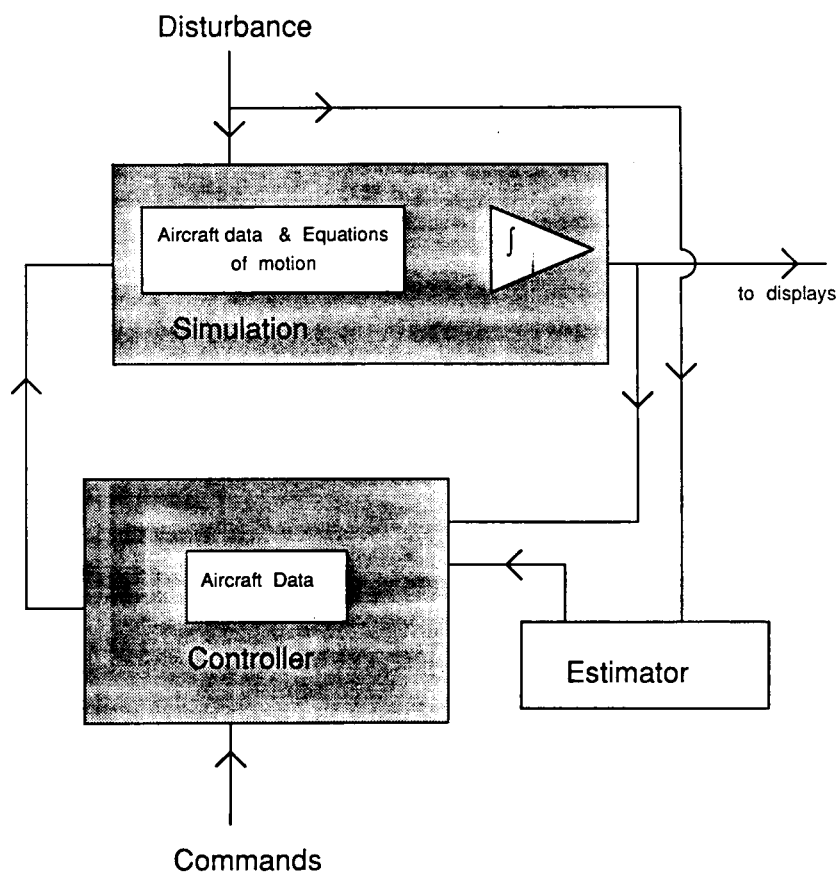 Disturbance
Aircraft data & Equations
of motion
∫
Simulation
to displays
Aircraft Data
Controller
Estimator
Commands